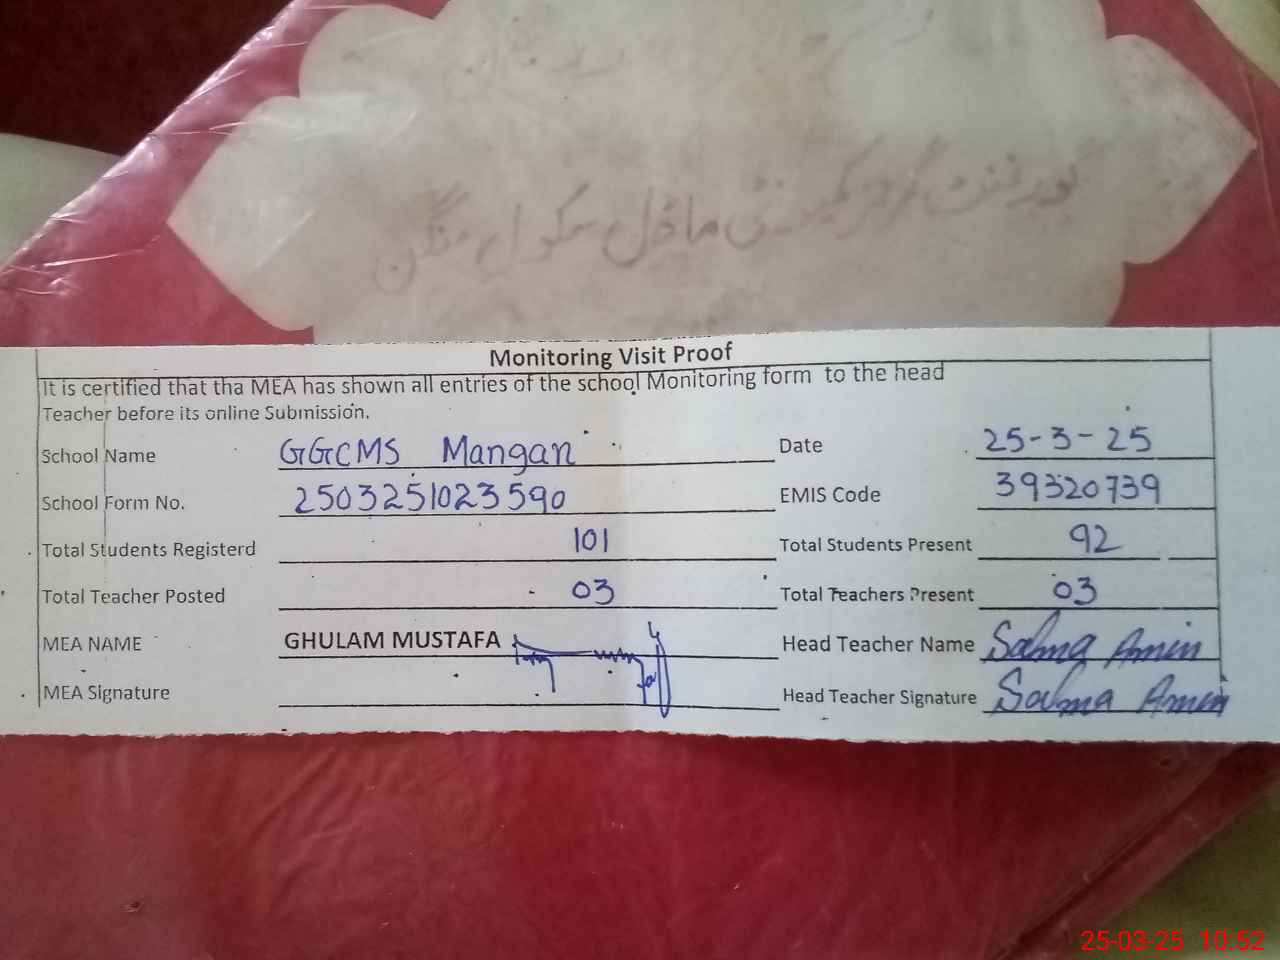 گورنمنٹ گرلز کمیونٹی ماڈل سکول منگن
Monitoring Visit Proof
It is certified that tha MEA has shown all entries of the school Monitoring form to the head
Teacher before its online Submission.
School Name GGCMS Mangan Date 25-3-25
School Form No. 2503251023590 EMIS Code 39320739
Total Students Registerd 101 Total Students Present 92
Total Teacher Posted 03 Total Teachers Present 03
MEA NAME GHULAM MUSTAFA Head Teacher Name Salma Amin
MEA Signature Head Teacher Signature Salma Amin
25-03-25 10:52